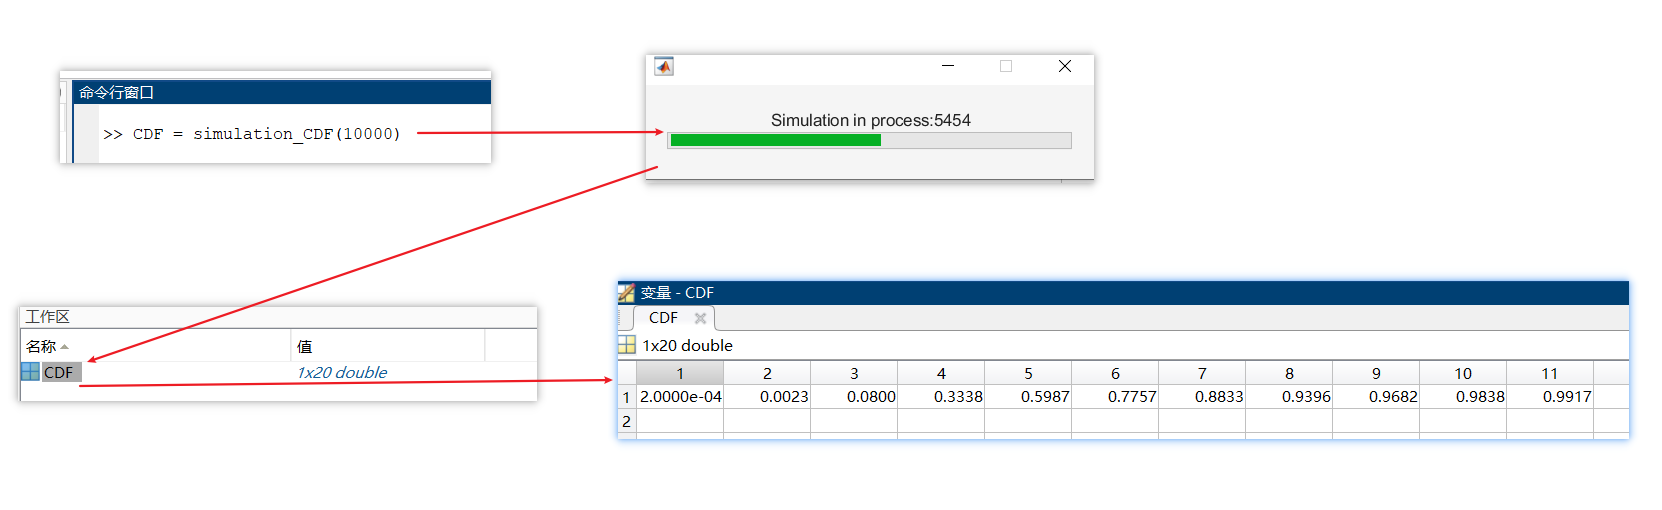 命令行窗口
>> CDF = simulation_CDF(10000)
Simulation in process:5454
工作区
名称 值
CDF 1x20 double
变量 - CDF
CDF
1x20 double
1 2 3 4 5 6 7 8 9 10 11
1 2.0000e-04 0.0023 0.0800 0.3338 0.5987 0.7757 0.8833 0.9396 0.9682 0.9838 0.9917
2